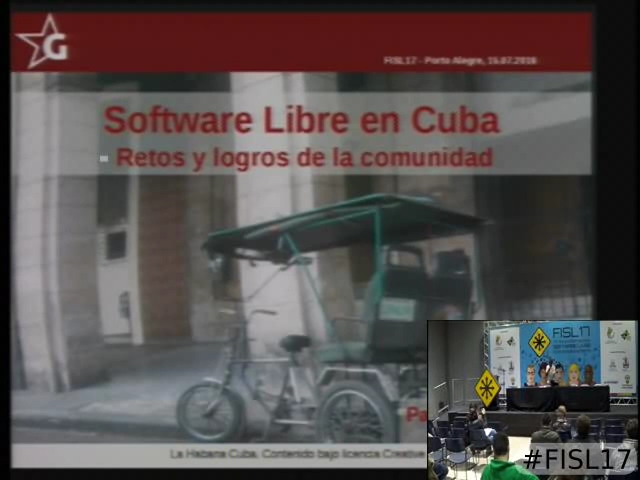 G
FISL17 - Porto Alegre, 15.07.2016
Software Libre en Cuba
Retos y logros de la comunidad
Pa
La Habana Cuba. Contenido bajo licencia Creative
FISL17
#FISL17